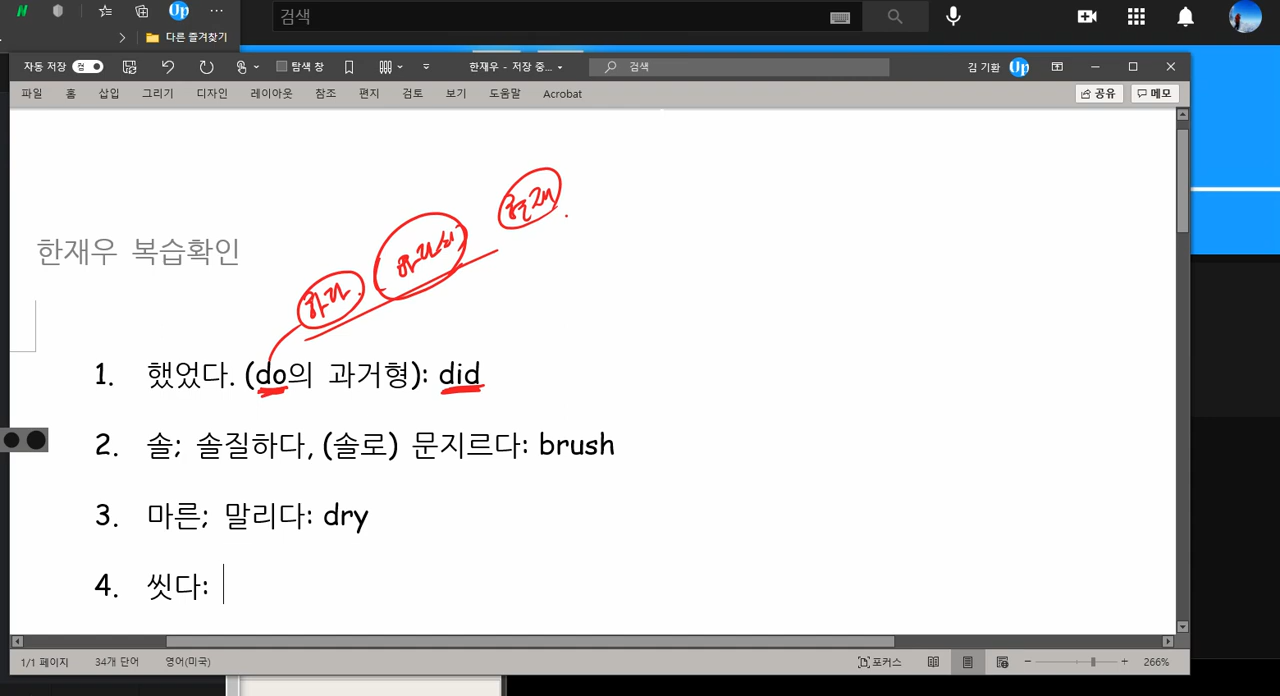 검색
다른 즐겨찾기
자동 저장 탐색 창 한재우 - 저장 중... 검색 김 기환 Up
파일 홈 삽입 그리기 디자인 레이아웃 참조 편지 검토 보기 도움말 Acrobat 공유 메모
현재
하라
한재우 복습확인
1. 했었다. (do의 과거형): did
2. 솔; 솔질하다, (솔로) 문지르다: brush
3. 마른; 말리다: dry
4. 씻다:
1/1 페이지 34개 단어 영어(미국) 포커스 266%